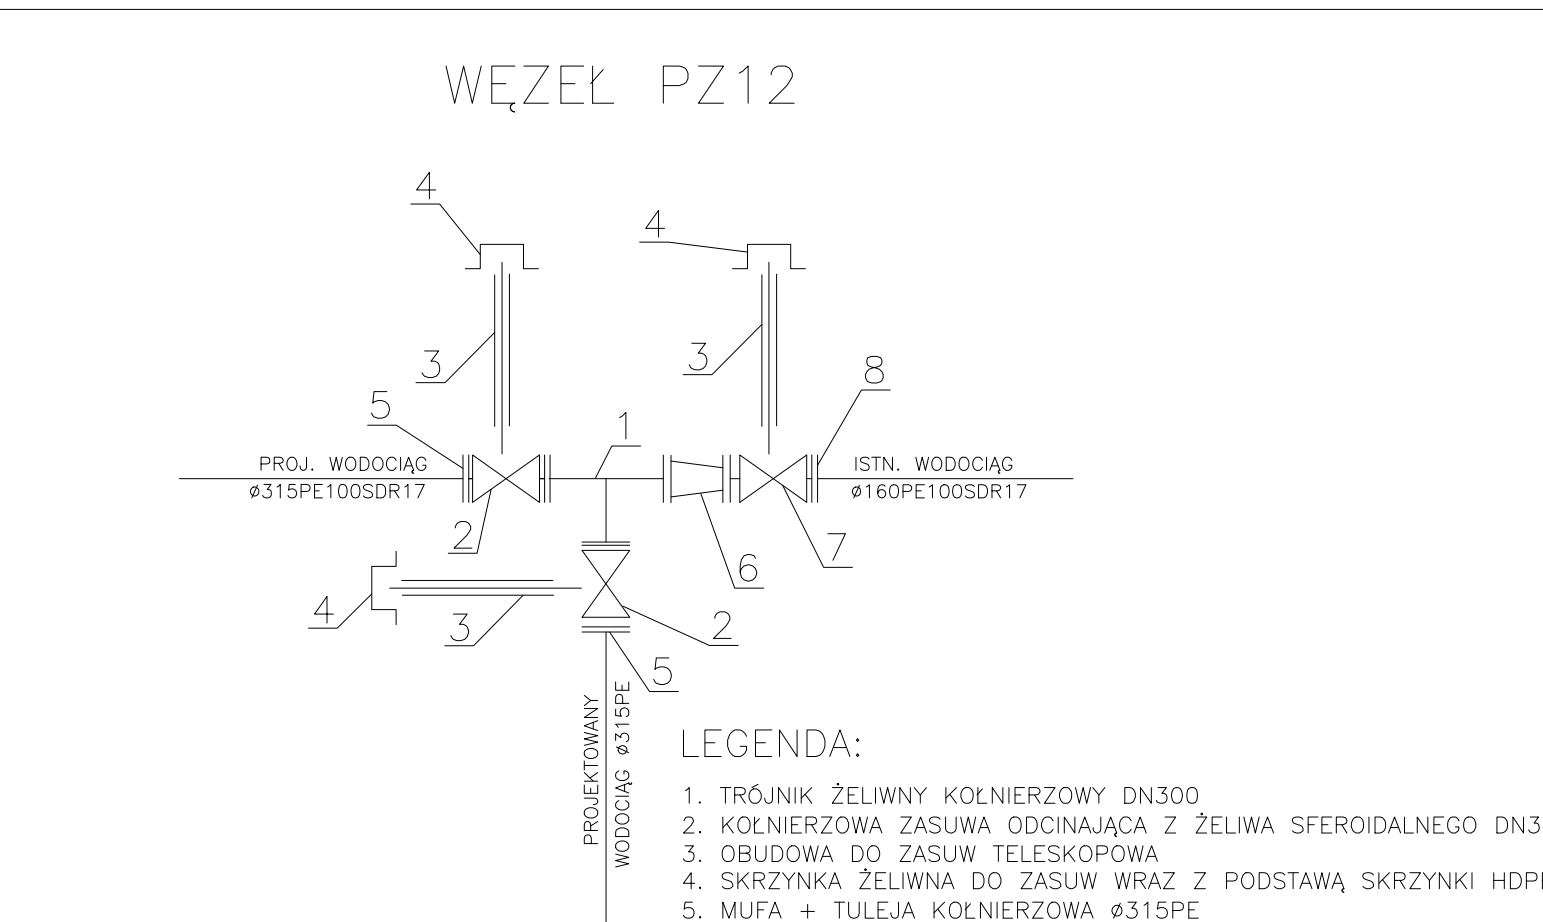 WĘZEŁ PZ12
4
4
3
3
8
5
1
PROJ. WODOCIĄG
ø315PE100SDR17
ISTN. WODOCIĄG
ø160PE100SDR17
2
7
6
4
3
2
5
PROJEKTOWANY
WODOCIĄG ø315PE
LEGENDA:
1. TRÓJNIK ŻELIWNY KOŁNIERZOWY DN300
2. KOŁNIERZOWA ZASUWA ODCINAJĄCA Z ŻELIWA SFEROIDALNEGO DN3
3. OBUDOWA DO ZASUW TELESKOPOWA
4. SKRZYNKA ŻELIWNA DO ZASUW WRAZ Z PODSTAWĄ SKRZYNKI
5. MUFA + TULEJA KOŁNIERZOWA ø315PE